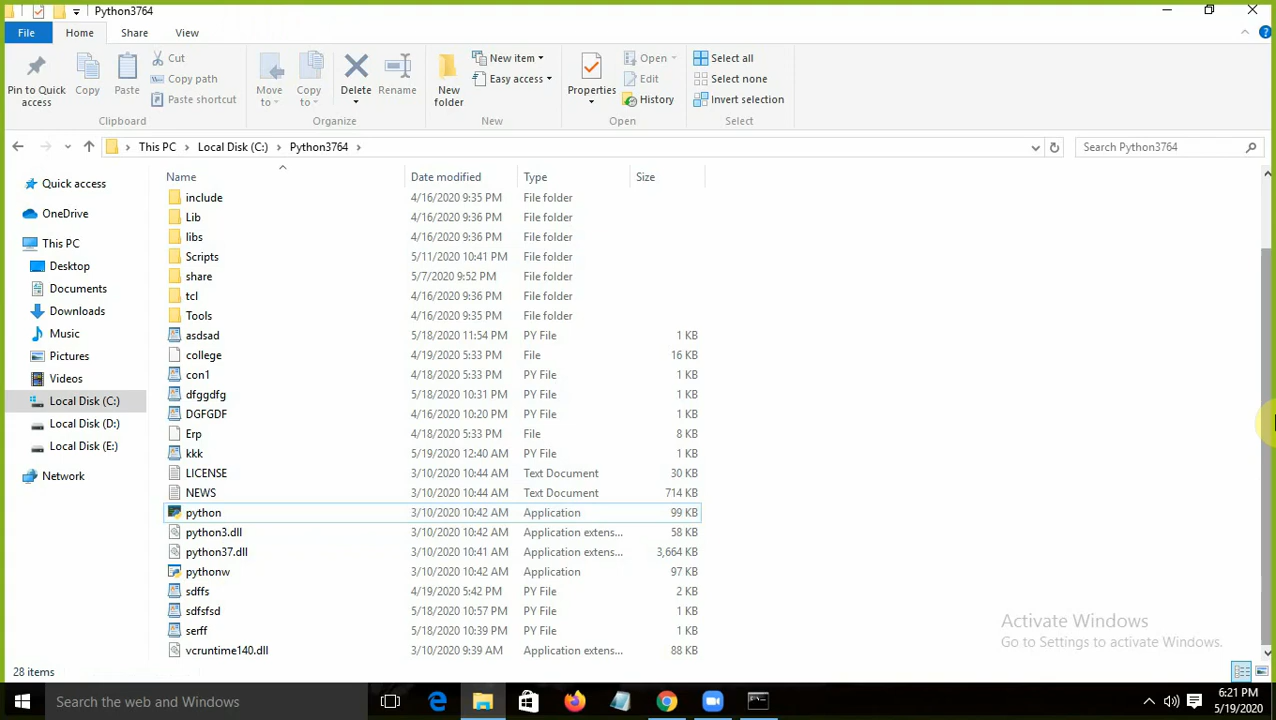 Python3764
File Home Share View
Pin to Quick access
Copy
Paste
Cut
Copy path
Paste shortcut
Clipboard
Move to
Copy to
Delete
Rename
Organize
New folder
New item
Easy access
New
Properties
Open
Edit
History
Open
Select all
Select none
Invert selection
Select
This PC Local Disk (C:) Python3764
Search Python3764
Quick access
OneDrive
This PC
Desktop
Documents
Downloads
Music
Pictures
Videos
Local Disk (C:)
Local Disk (D:)
Local Disk (E:)
Network
Name Date modified Type Size
include 4/16/2020 9:35 PM File folder
Lib 4/16/2020 9:36 PM File folder
libs 4/16/2020 9:36 PM File folder
Scripts 5/11/2020 10:41 PM File folder
share 5/7/2020 9:52 PM File folder
tcl 4/16/2020 9:36 PM File folder
Tools 4/16/2020 9:35 PM File folder
asdsad 5/18/2020 11:54 PM PY File 1 KB
college 4/19/2020 5:33 PM File 16 KB
con1 4/18/2020 5:33 PM PY File 1 KB
dfggdfg 5/18/2020 10:31 PM PY File 1 KB
DGFGDF 4/16/2020 10:20 PM PY File 1 KB
Erp 4/18/2020 5:33 PM File 8 KB
kkk 5/19/2020 12:40 AM PY File 1 KB
LICENSE 3/10/2020 10:44 AM Text Document 30 KB
NEWS 3/10/2020 10:44 AM Text Document 714 KB
python 3/10/2020 10:42 AM Application 99 KB
python3.dll 3/10/2020 10:42 AM Application extens... 58 KB
python37.dll 3/10/2020 10:41 AM Application extens... 3,664 KB
pythonw 3/10/2020 10:42 AM Application 97 KB
sdffs 4/19/2020 5:42 PM PY File 2 KB
sdfsfsd 5/18/2020 10:57 PM PY File 1 KB
serff 5/18/2020 10:39 PM PY File 1 KB
vcruntime140.dll 3/10/2020 9:39 AM Application extens... 88 KB
Activate Windows
Go to Settings to activate Windows.
28 items
Search the web and Windows
6:21 PM
5/19/2020